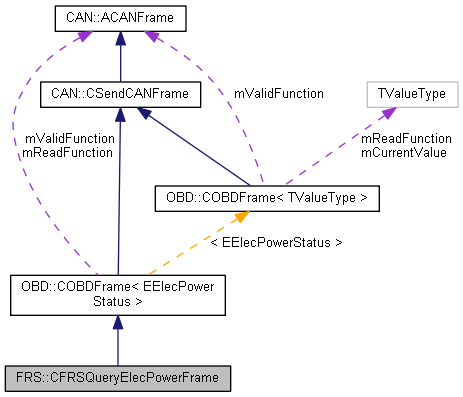 CAN::ACANFrame
CAN::CSendCANFrame
TValueType
mValidFunction
mValidFunction
mReadFunction
mReadFunction
mCurrentValue
OBD::COBDFrame< TValueType >
< EElecPowerStatus >
OBD::COBDFrame< EElecPower
Status >
FRS::CFRSQueryElecPowerFrame